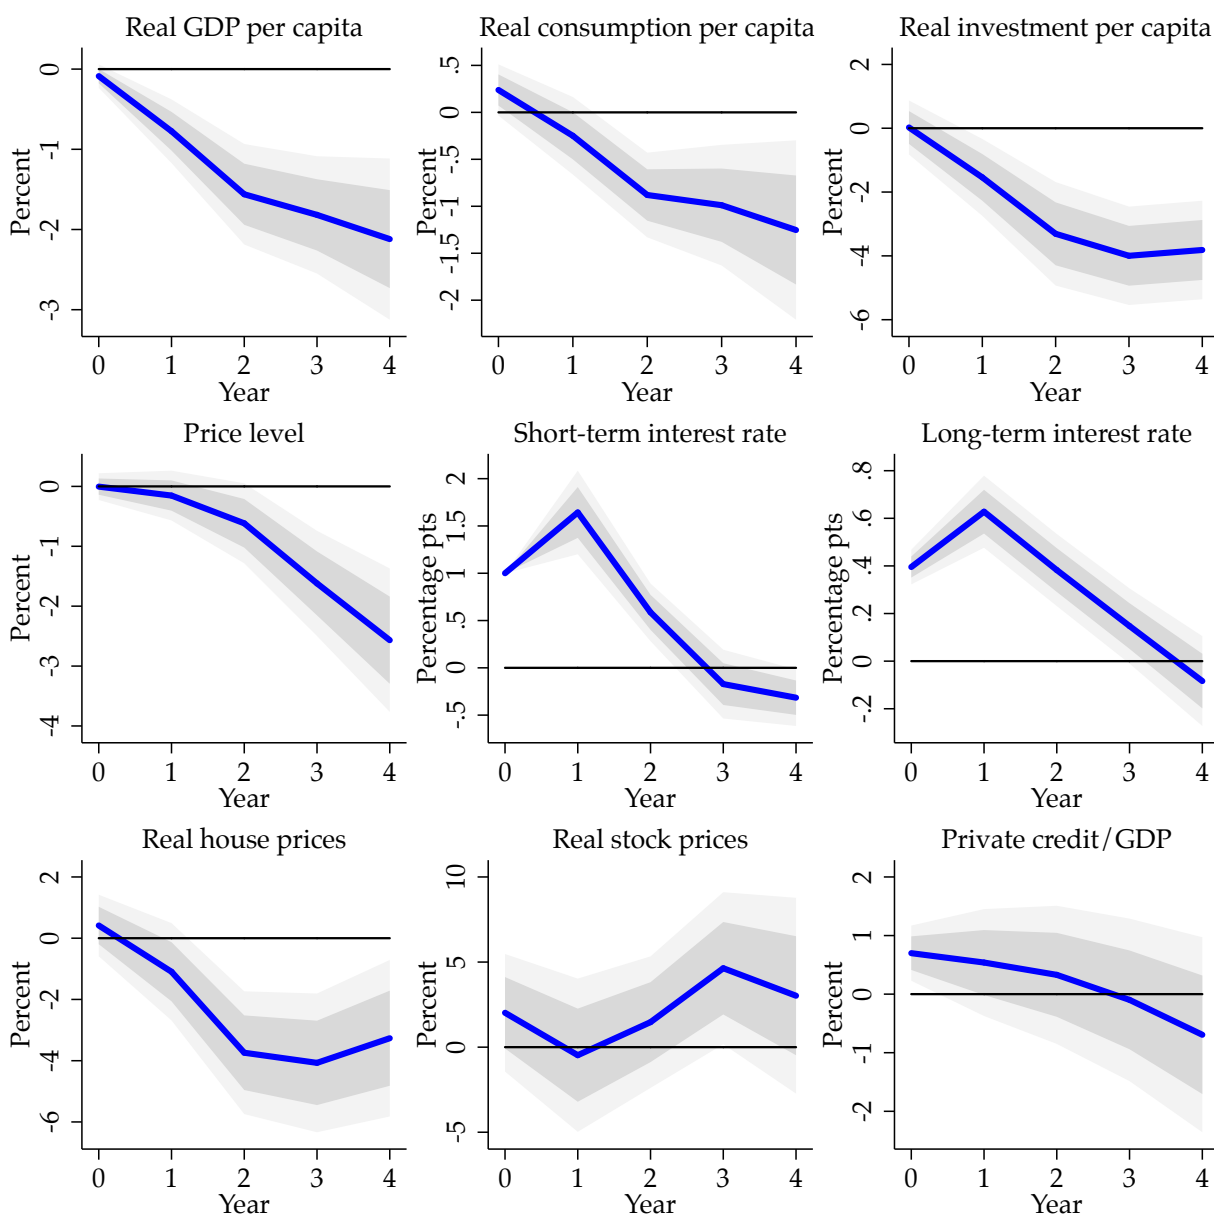 Real GDP per capita
Percent
0
-1
-2
-3
0 1 2 3 4
Year
Real consumption per capita
Percent
.5
0
-.5
-1
-1.5
-2
0 1 2 3 4
Year
Real investment per capita
Percent
2
0
-2
-4
-6
0 1 2 3 4
Year
Price level
Percent
0
-1
-2
-3
-4
0 1 2 3 4
Year
Short-term interest rate
Percentage pts
2
1.5
1
.5
0
-.5
0 1 2 3 4
Year
Long-term interest rate
Percentage pts
.8
.6
.4
.2
0
-.2
0 1 2 3 4
Year
Real house prices
Percent
2
0
-2
-4
-6
0 1 2 3 4
Year
Real stock prices
Percent
10
5
0
-5
0 1 2 3 4
Year
Private credit/GDP
Percent
2
1
0
-1
-2
0 1 2 3 4
Year